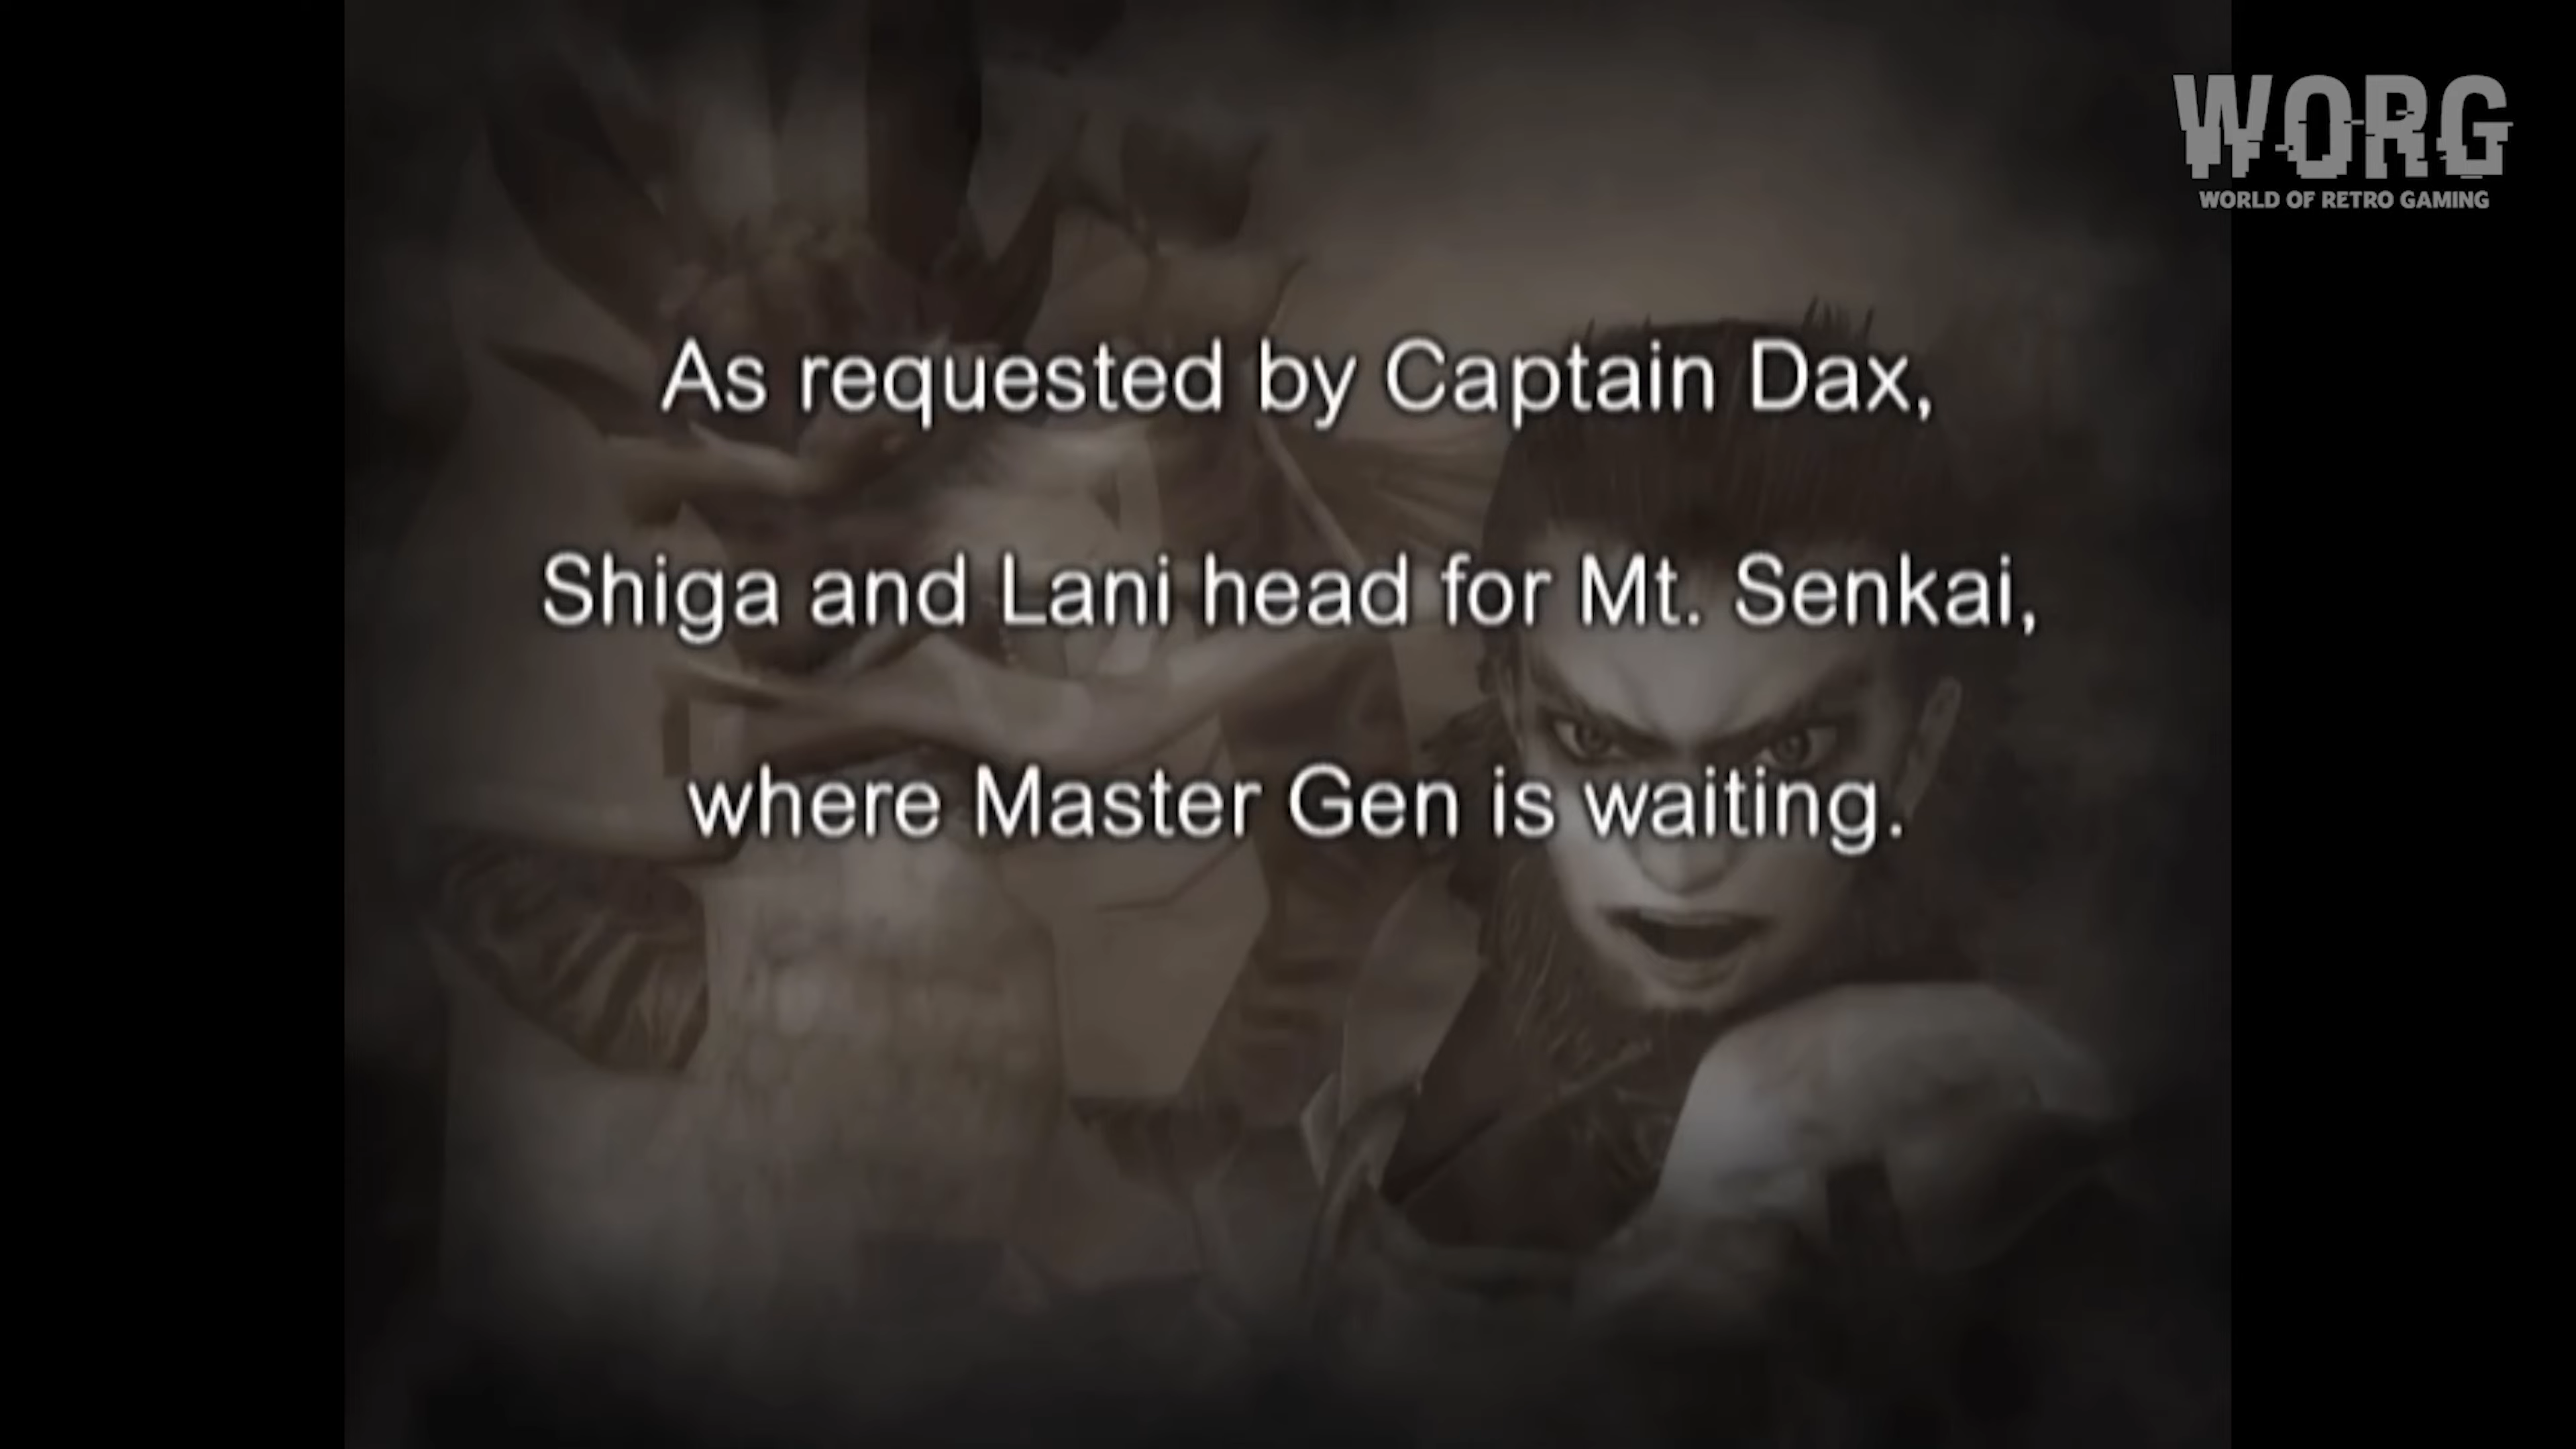 WORG
WORLD OF RETRO GAMING
As requested by Captain Dax,
Shiga and Lani head for Mt. Senkai,
where Master Gen is waiting.